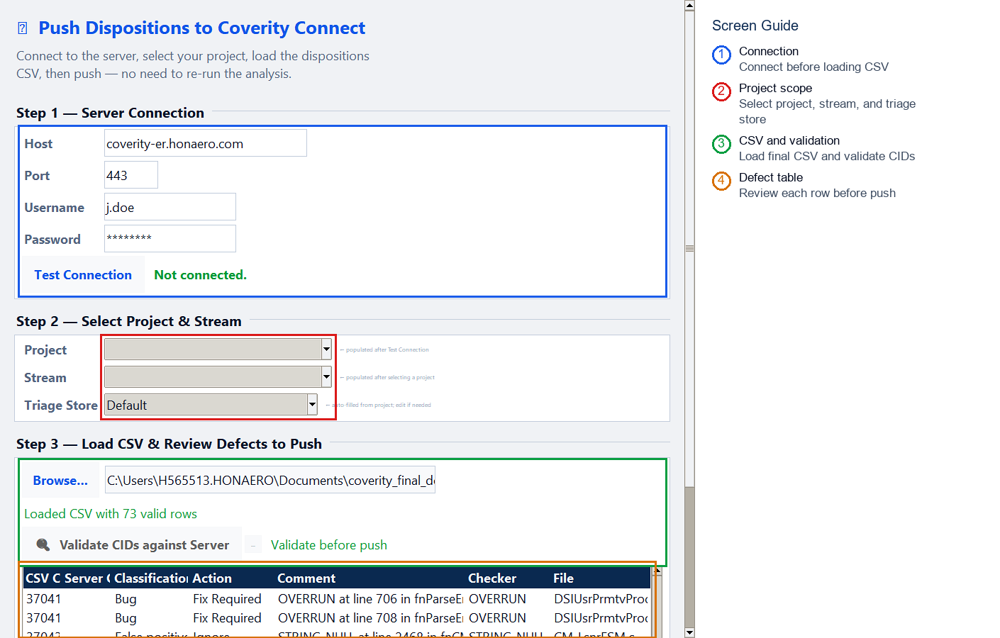 Push Dispositions to Coverity Connect
Connect to the server, select your project, load the dispositions
CSV, then push — no need to re-run the analysis.
Step 1 — Server Connection
Host
coverity-er.honaero.com
Port
443
Username
j.doe
Password
********
Test Connection
Not connected.
Step 2 — Select Project & Stream
Project
← populated after Test Connection
Stream
← populated after selecting a project
Triage Store
Default
← auto-filled from project; edit if needed
Step 3 — Load CSV & Review Defects to Push
Browse...
C:\Users\H565513.HONAERO\Documents\coverity_final_d
Loaded CSV with 73 valid rows
Validate CIDs against Server
–
Validate before push
CSV C Server C Classification Action Comment Checker File
37041 Bug Fix Required OVERRUN at line 706 in fnParseE OVERRUN DSIUsrPrmtvProc
37041 Bug Fix Required OVERRUN at line 708 in fnParseE OVERRUN DSIUsrPrmtvProc
Screen Guide
1 Connection
Connect before loading CSV
2 Project scope
Select project, stream, and triage
store
3 CSV and validation
Load final CSV and validate CIDs
4 Defect table
Review each row before push